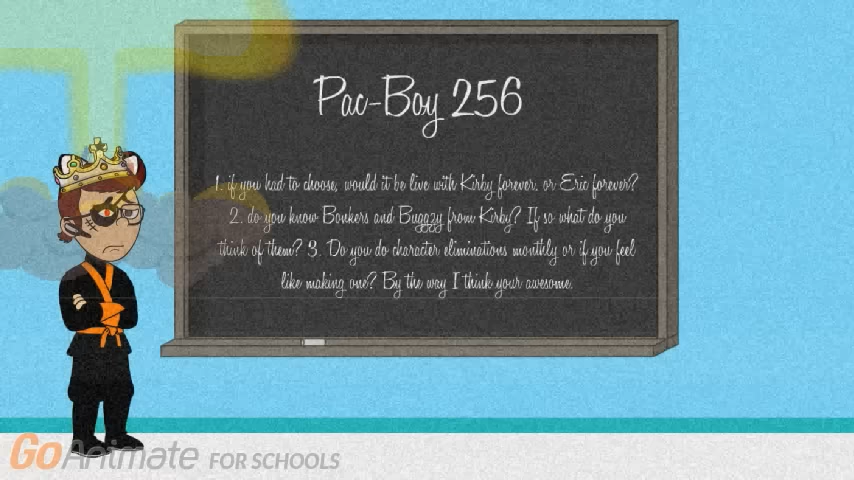 Pac-Boy 256
1. if you had to choose, would it be live with Kirby forever, or Eric forever?
2. do you know Bonkers and Bugzzy from Kirby? If so what do you
think of them? 3. Do you do character eliminations monthly or if you feel
like making one? By the way I think your awesome.
GoAnimate FOR SCHOOLS